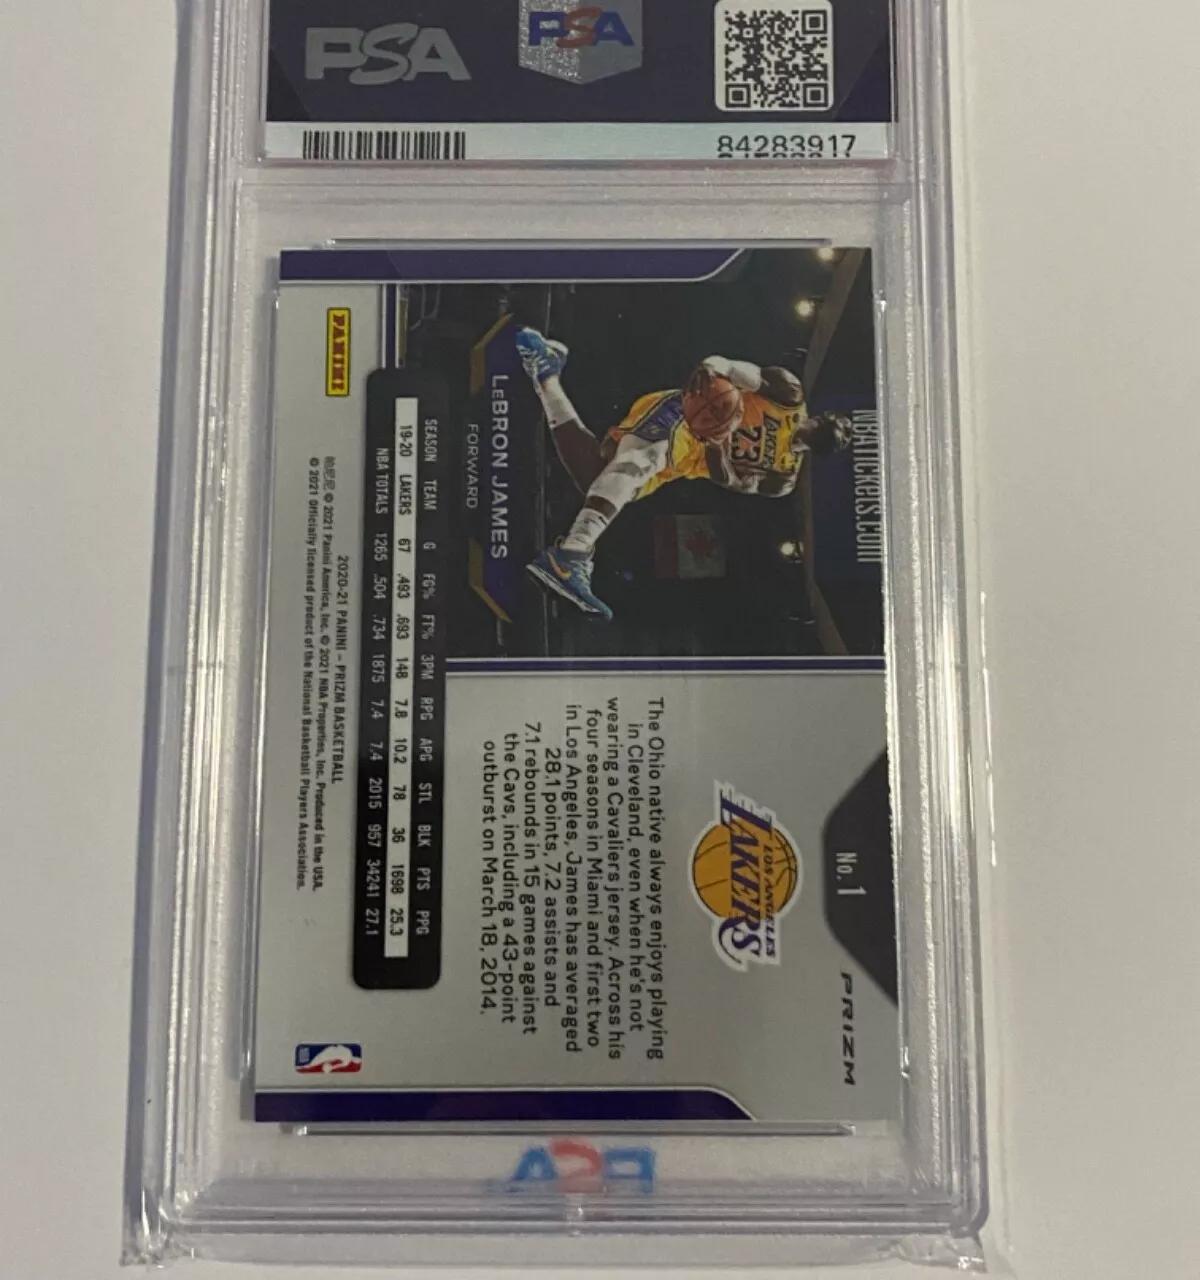 PSA
PSA
84283917
NBATICKETS.COM
LAKERS
23
LEBRON JAMES
FORWARD
No. 1
PRIZM
LOS ANGELES
LAKERS
The Ohio native always enjoys playing
in Cleveland, even when he's not
wearing a Cavaliers jersey. Across his
four seasons in Miami and first two
in Los Angeles, James has averaged
28.1 points, 7.2 assists and
7.1 rebounds in 15 games against
the Cavs, including a 43-point
outburst on March 18, 2014.
SEASON TEAM G FG% FT% 3PM RPG APG STL BLK PTS PPG
19-20 LAKERS 67 .493 .693 148 7.8 10.2 78 36 1698 25.3
NBA TOTALS 1265 .504 .734 1875 7.4 7.4 2015 957 34241 27.1
PANINI
2020-21 PANINI – PRIZM BASKETBALL
© 2021 Panini America, Inc. © 2021 NBA Properties, Inc. Produced in the USA.
© 2021 Officially licensed product of the National Basketball Players Association.
NBA
PSA